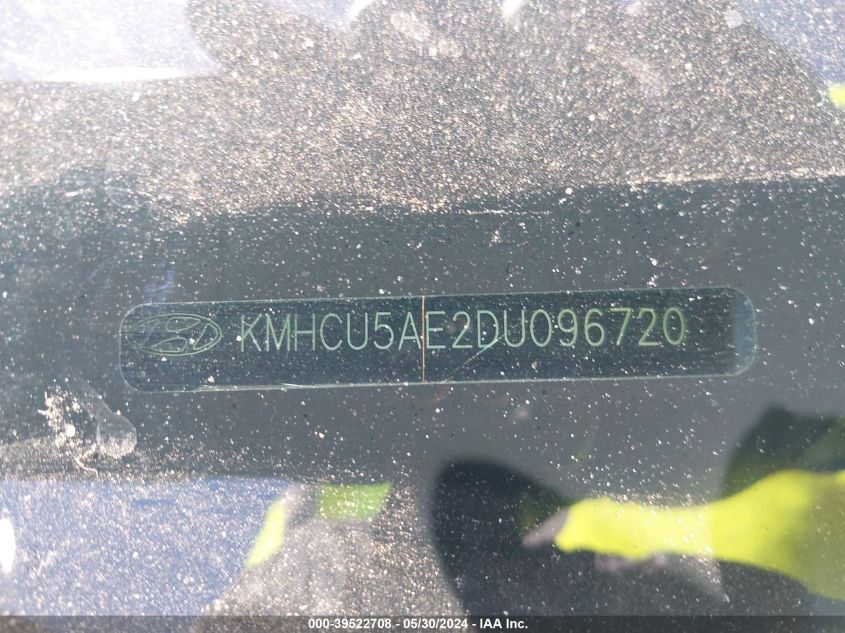 KMHCU5AE2DU096720
000-39522708 - 05/30/2024 - IAA Inc.